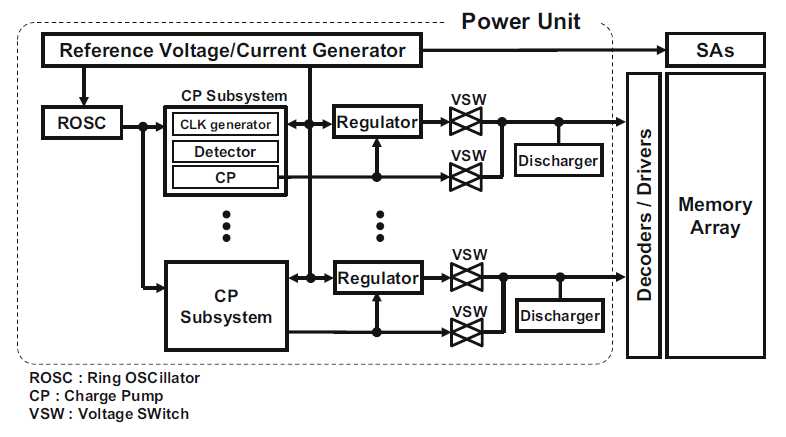 Power Unit
Reference Voltage/Current Generator
SAs
CP Subsystem
ROSC
CLK generator
Detector
CP
Regulator
VSW
VSW
Discharger
Decoders / Drivers
Memory
Array
CP
Subsystem
Regulator
VSW
VSW
Discharger
ROSC : Ring OSCillator
CP : Charge Pump
VSW : Voltage SWitch